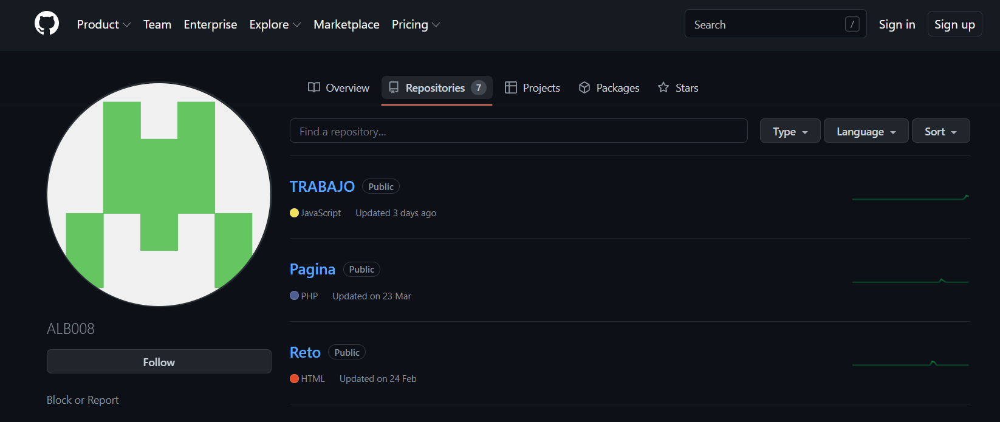 Product Team Enterprise Explore Marketplace Pricing Search / Sign in Sign up
Overview Repositories 7 Projects Packages Stars
Find a repository... Type Language Sort
TRABAJO Public
JavaScript Updated 3 days ago
Pagina Public
PHP Updated on 23 Mar
Reto Public
HTML Updated on 24 Feb
ALB008
Follow
Block or Report